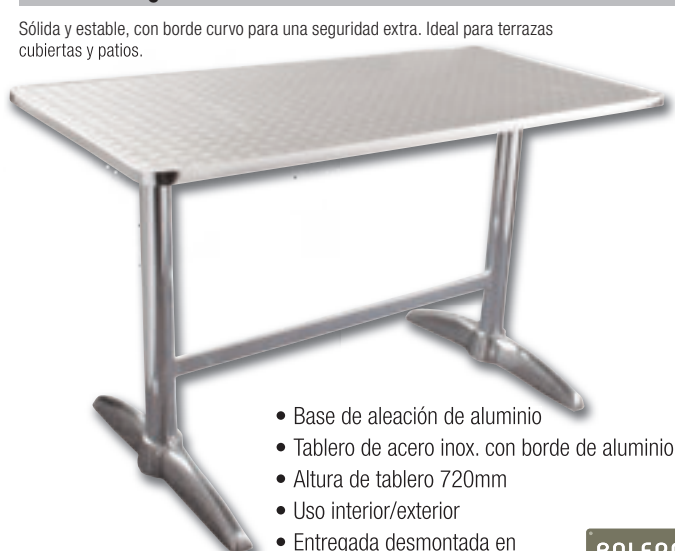 Sólida y estable, con borde curvo para una seguridad extra. Ideal para terrazas
cubiertas y patios.
• Base de aleación de aluminio
• Tablero de acero inox. con borde de aluminio
• Altura de tablero 720mm
• Uso interior/exterior
• Entregada desmontada en